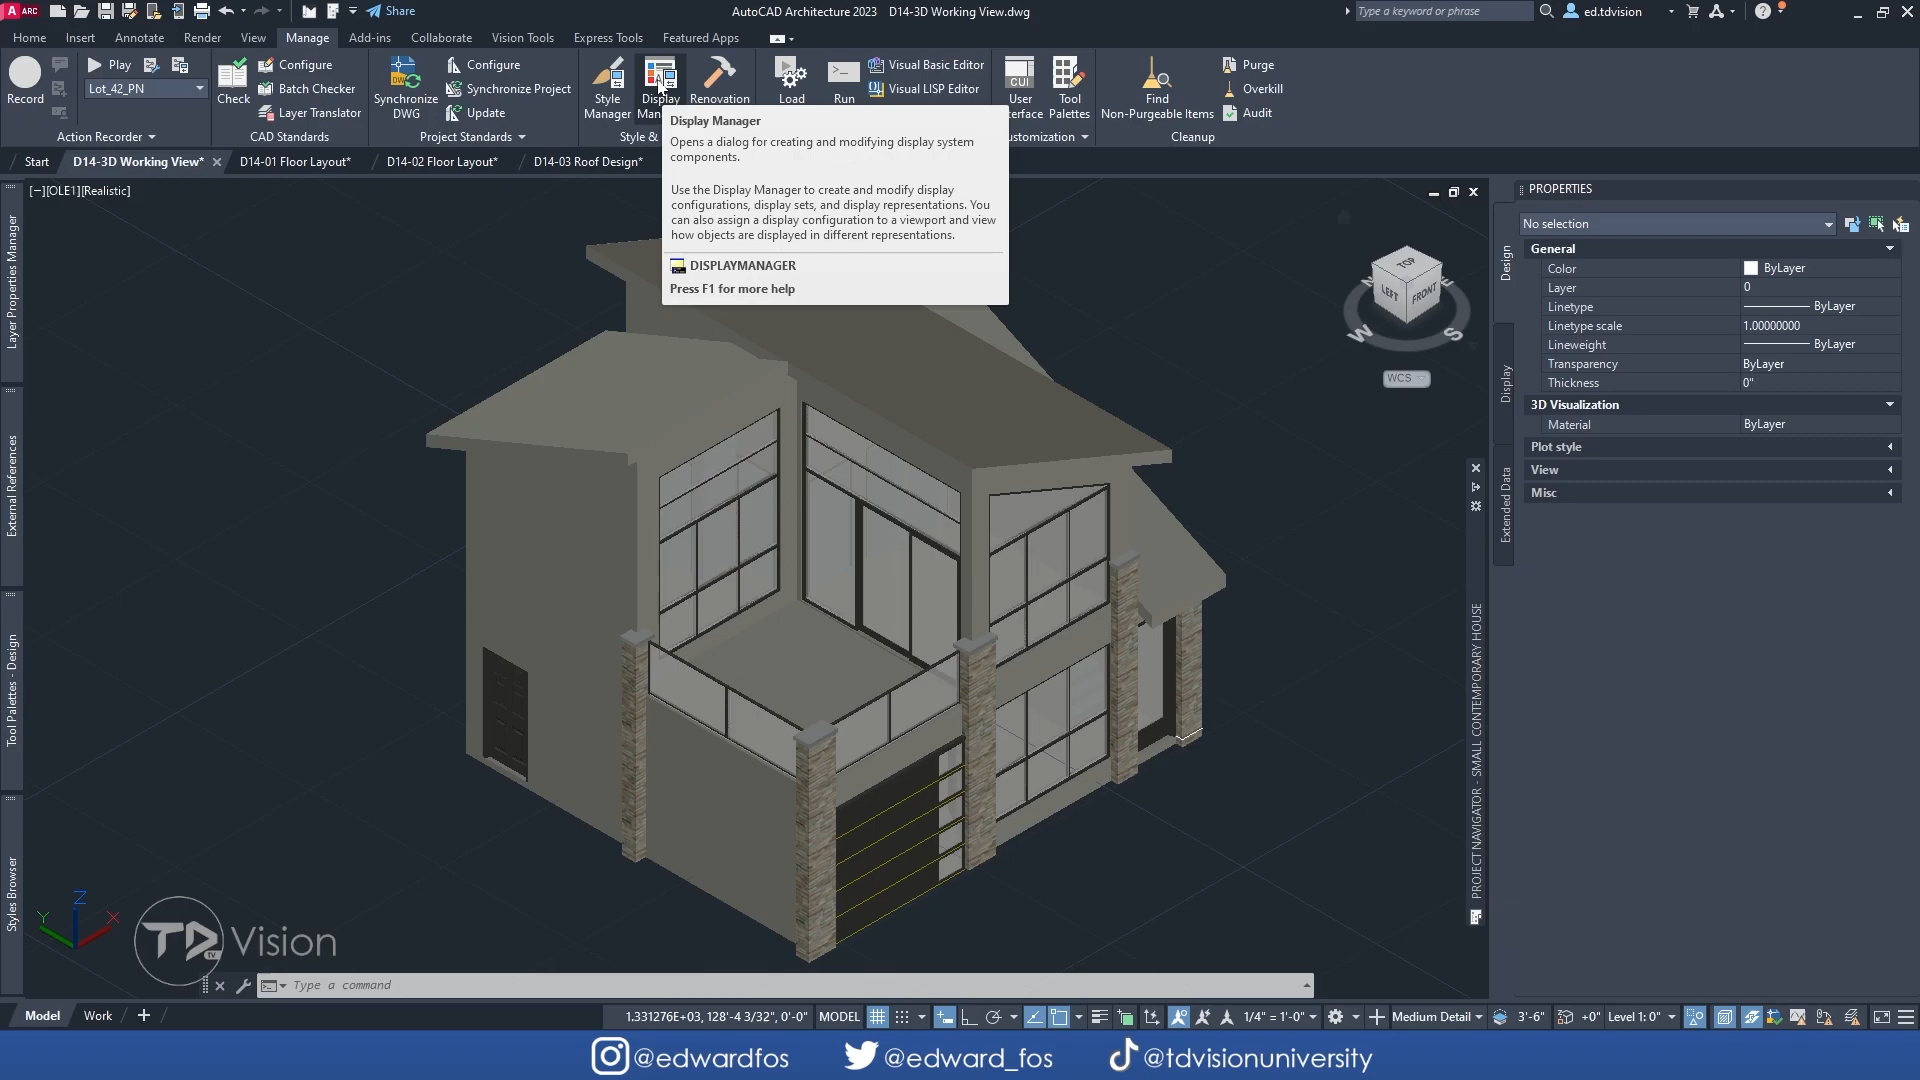 ARC
Share
AutoCAD Architecture 2023 D14-3D Working View.dwg
Type a keyword or phrase
ed.tdvision
Home Insert Annotate Render View Manage Add-ins Collaborate Vision Tools Express Tools Featured Apps
Record
Play
Lot_42_PN
Action Recorder
Check
Configure
Batch Checker
Layer Translator
CAD Standards
Synchronize
DWG
Configure
Synchronize Project
Update
Project Standards
Style
Manager
Display
Man
Renovation
Style &
Load
Run
Visual Basic Editor
Visual LISP Editor
CUI
User
terface
Tool
Palettes
ustomization
Find
Non-Purgeable Items
Purge
Overkill
Audit
Cleanup
Start D14-3D Working View* D14-01 Floor Layout* D14-02 Floor Layout* D14-03 Roof Design*
Display Manager
Opens a dialog for creating and modifying display system
components.
Use the Display Manager to create and modify display
configurations, display sets, and display representations. You
can also assign a display configuration to a viewport and view
how objects are displayed in different representations.
DISPLAYMANAGER
Press F1 for more help
[−][OLE1][Realistic]
Layer Properties Manager
External References
Tool Palettes - Design
Styles Browser
TOP
LEFT
FRONT
N
E
W
S
WCS
PROJECT NAVIGATOR - SMALL CONTEMPORARY HOUSE
PROPERTIES
No selection
Design
Display
Extended Data
General
Color ByLayer
Layer 0
Linetype ByLayer
Linetype scale 1.00000000
Lineweight ByLayer
Transparency ByLayer
Thickness 0"
3D Visualization
Material ByLayer
Plot style
View
Misc
Z
Y
X
TD Vision
TV
Type a command
Model Work
1.331276E+03, 128'-4 3/32", 0'-0" MODEL 1/4" = 1'-0" Medium Detail 3'-6" +0" Level 1: 0"
@edwardfos @edward_fos @tdvisionuniversity